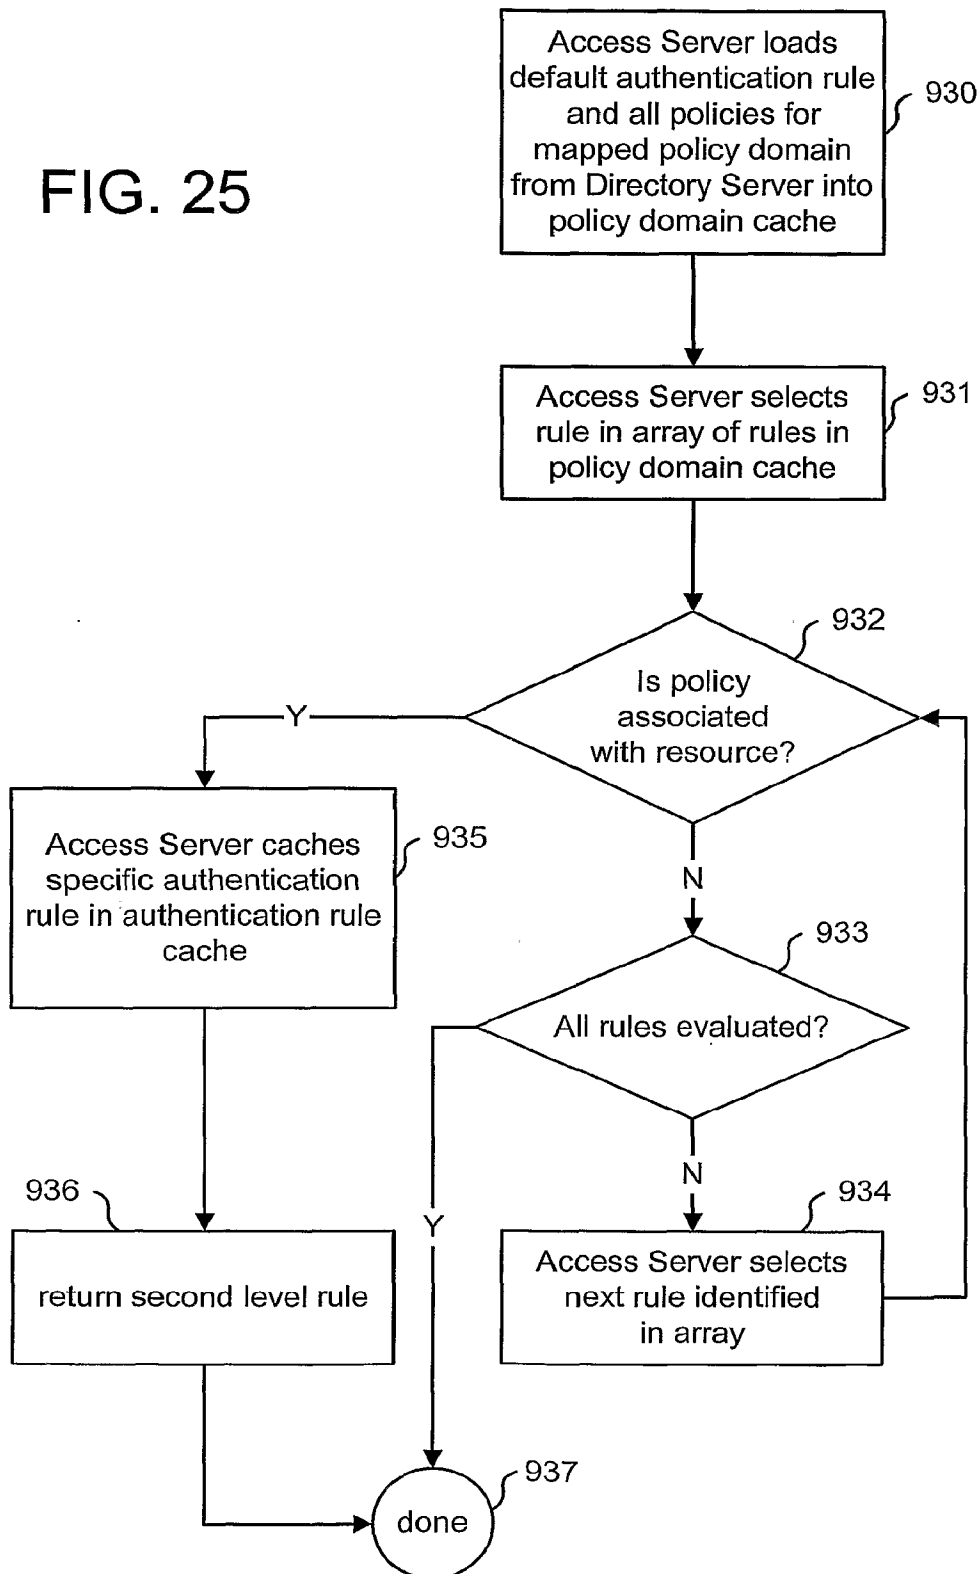 FIG. 25
Access Server loads
default authentication rule
and all policies for
mapped policy domain
from Directory Server into
policy domain cache
930
Access Server selects
rule in array of rules in
policy domain cache
931
932
Is policy
associated
with resource?
Y
N
Access Server caches
specific authentication
rule in authentication rule
cache
935
933
All rules evaluated?
Y
N
936
return second level rule
934
Access Server selects
next rule identified
in array
937
done